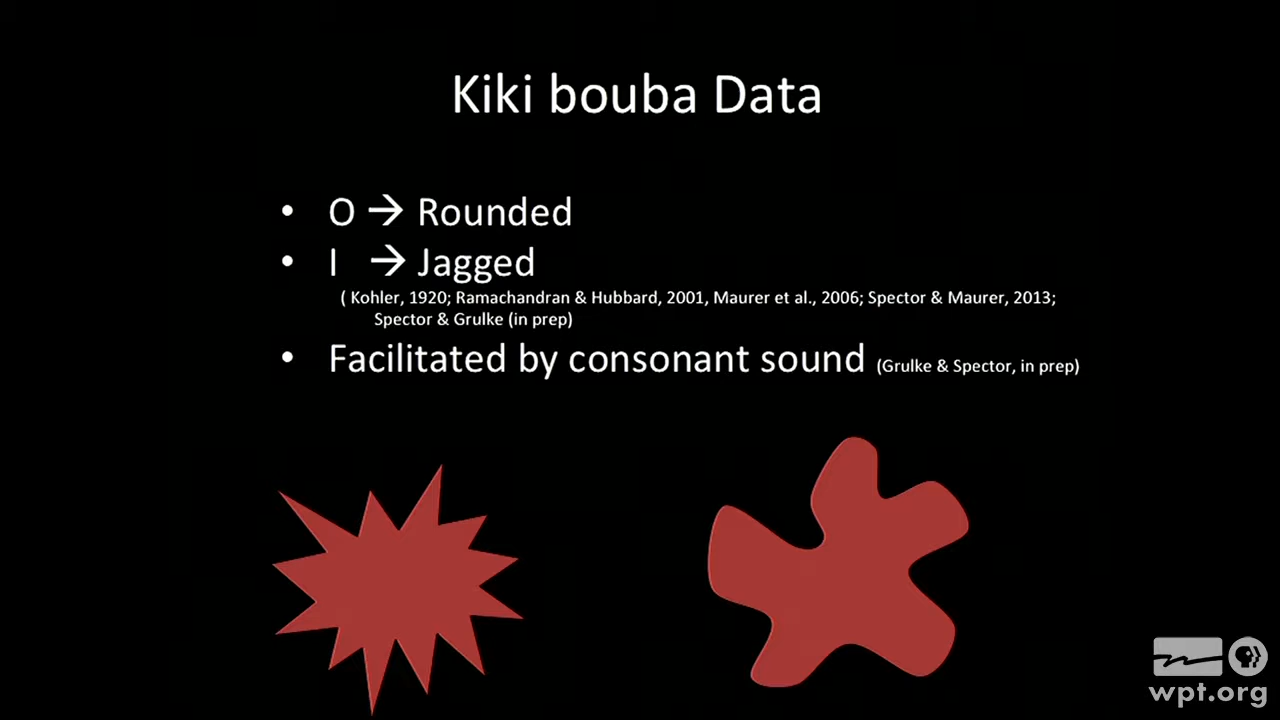 Kiki bouba Data
• O → Rounded
• I → Jagged
( Kohler, 1920; Ramachandran & Hubbard, 2001, Maurer et al., 2006; Spector & Maurer, 2013;
Spector & Grulke (in prep)
• Facilitated by consonant sound (Grulke & Spector, in prep)
wpt.org